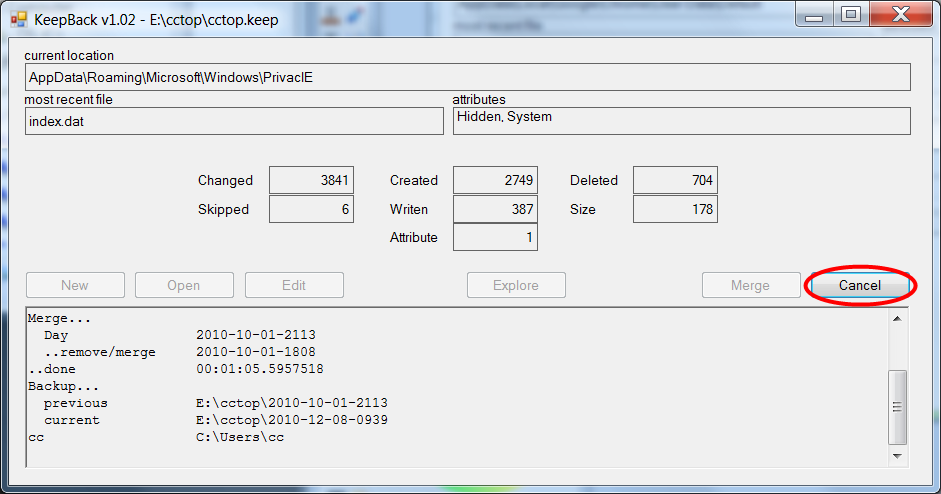 KeepBack v1.02 - E:\cctop\cctop.keep
current location
AppData\Roaming\Microsoft\Windows\PrivacIE
most recent file attributes
index.dat Hidden, System
Changed 3841 Created 2749 Deleted 704
Skipped 6 Writen 387 Size 178
Attribute 1
New Open Edit Explore Merge Cancel
Merge...
Day 2010-10-01-2113
..remove/merge 2010-10-01-1808
..done 00:01:05.5957518
Backup...
previous E:\cctop\2010-10-01-2113
current E:\cctop\2010-12-08-0939
cc C:\Users\cc